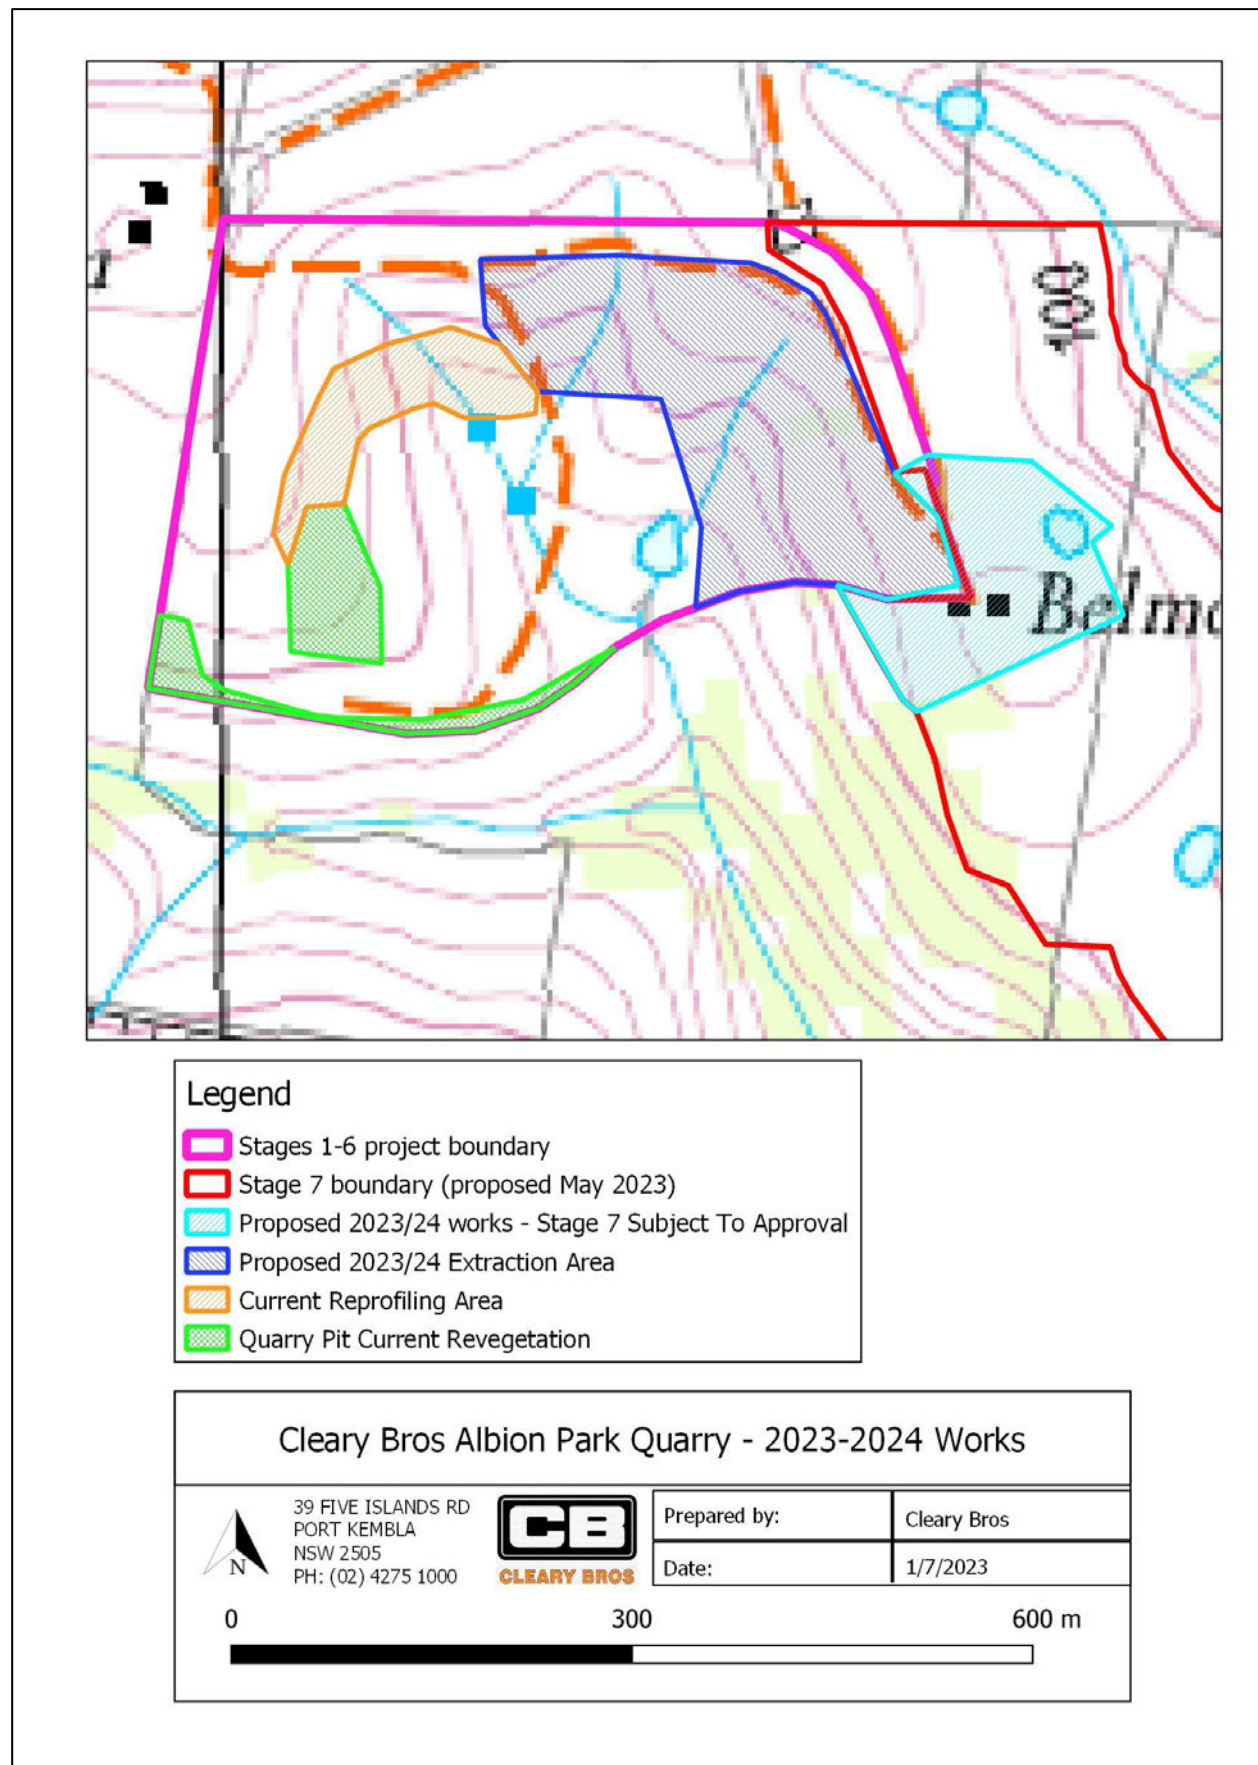 100
Belmo
Legend
Stages 1-6 project boundary
Stage 7 boundary (proposed May 2023)
Proposed 2023/24 works - Stage 7 Subject To Approval
Proposed 2023/24 Extraction Area
Current Reprofiling Area
Quarry Pit Current Revegetation
Cleary Bros Albion Park Quarry - 2023-2024 Works
N
39 FIVE ISLANDS RD
PORT KEMBLA
NSW 2505
PH: (02) 4275 1000
CB
CLEARY BROS
Prepared by: Cleary Bros
Date: 1/7/2023
0 300 600 m